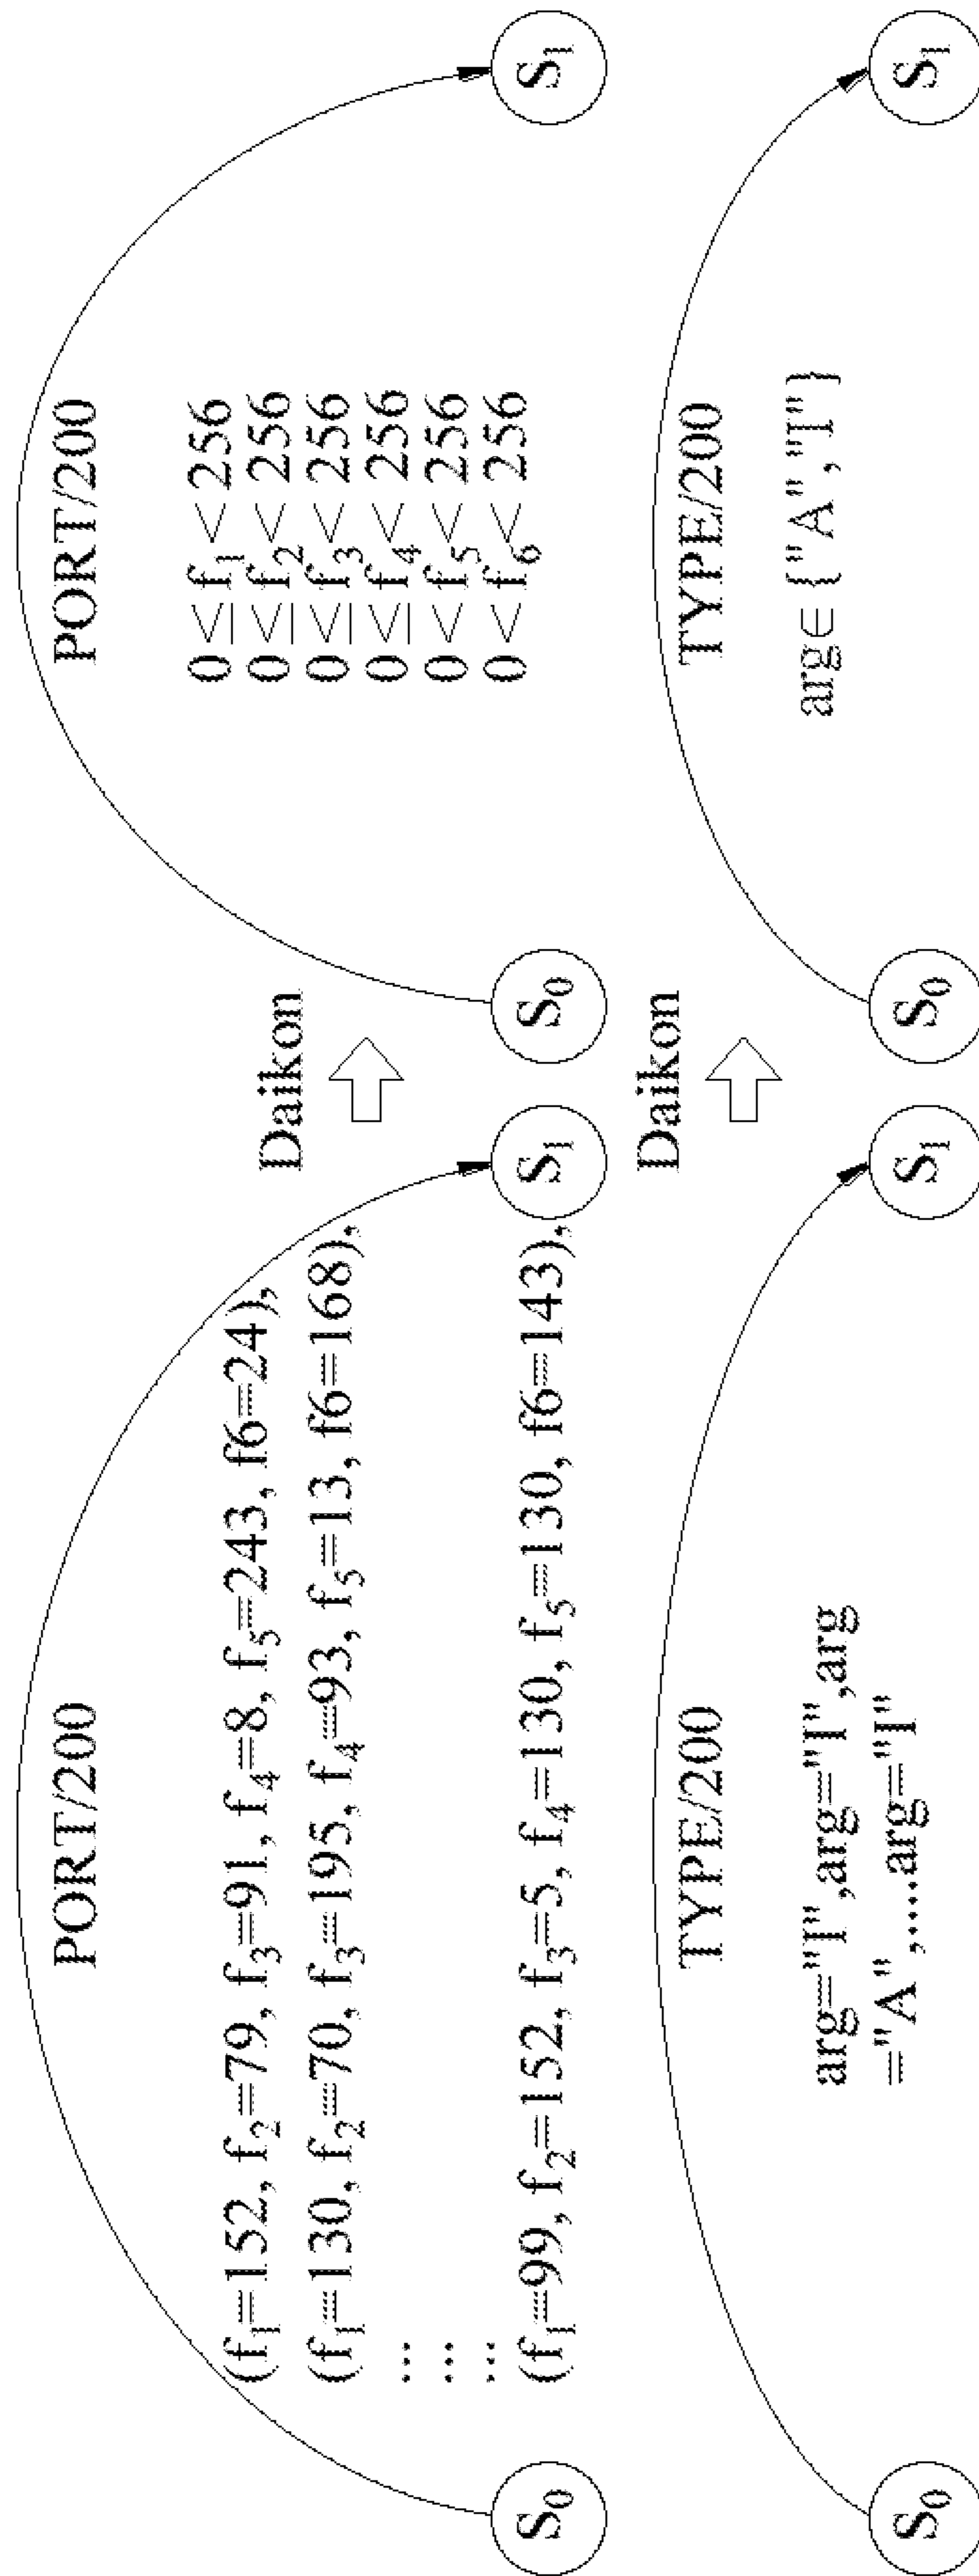 PORT/200
(f₁=152, f₂=79, f₃=91, f₄=8, f₅=243, f6=24),
(f₁=130, f₂=70, f₃=195, f₄=93, f₅=13, f6=168),
...
...
...
(f₁=99, f₂=152, f₃=5, f₄=130, f₅=130, f6=143),
S₀
S₁
Daikon
PORT/200
0≤f₁<256
0≤f₂<256
0≤f₃<256
0≤f₄<256
0<f₅<256
0<f₆<256
S₀
S₁
TYPE/200
arg="I",arg="I",arg
="A",.....arg="I"
S₀
S₁
Daikon
TYPE/200
arg∈{"A","I"}
S₀
S₁